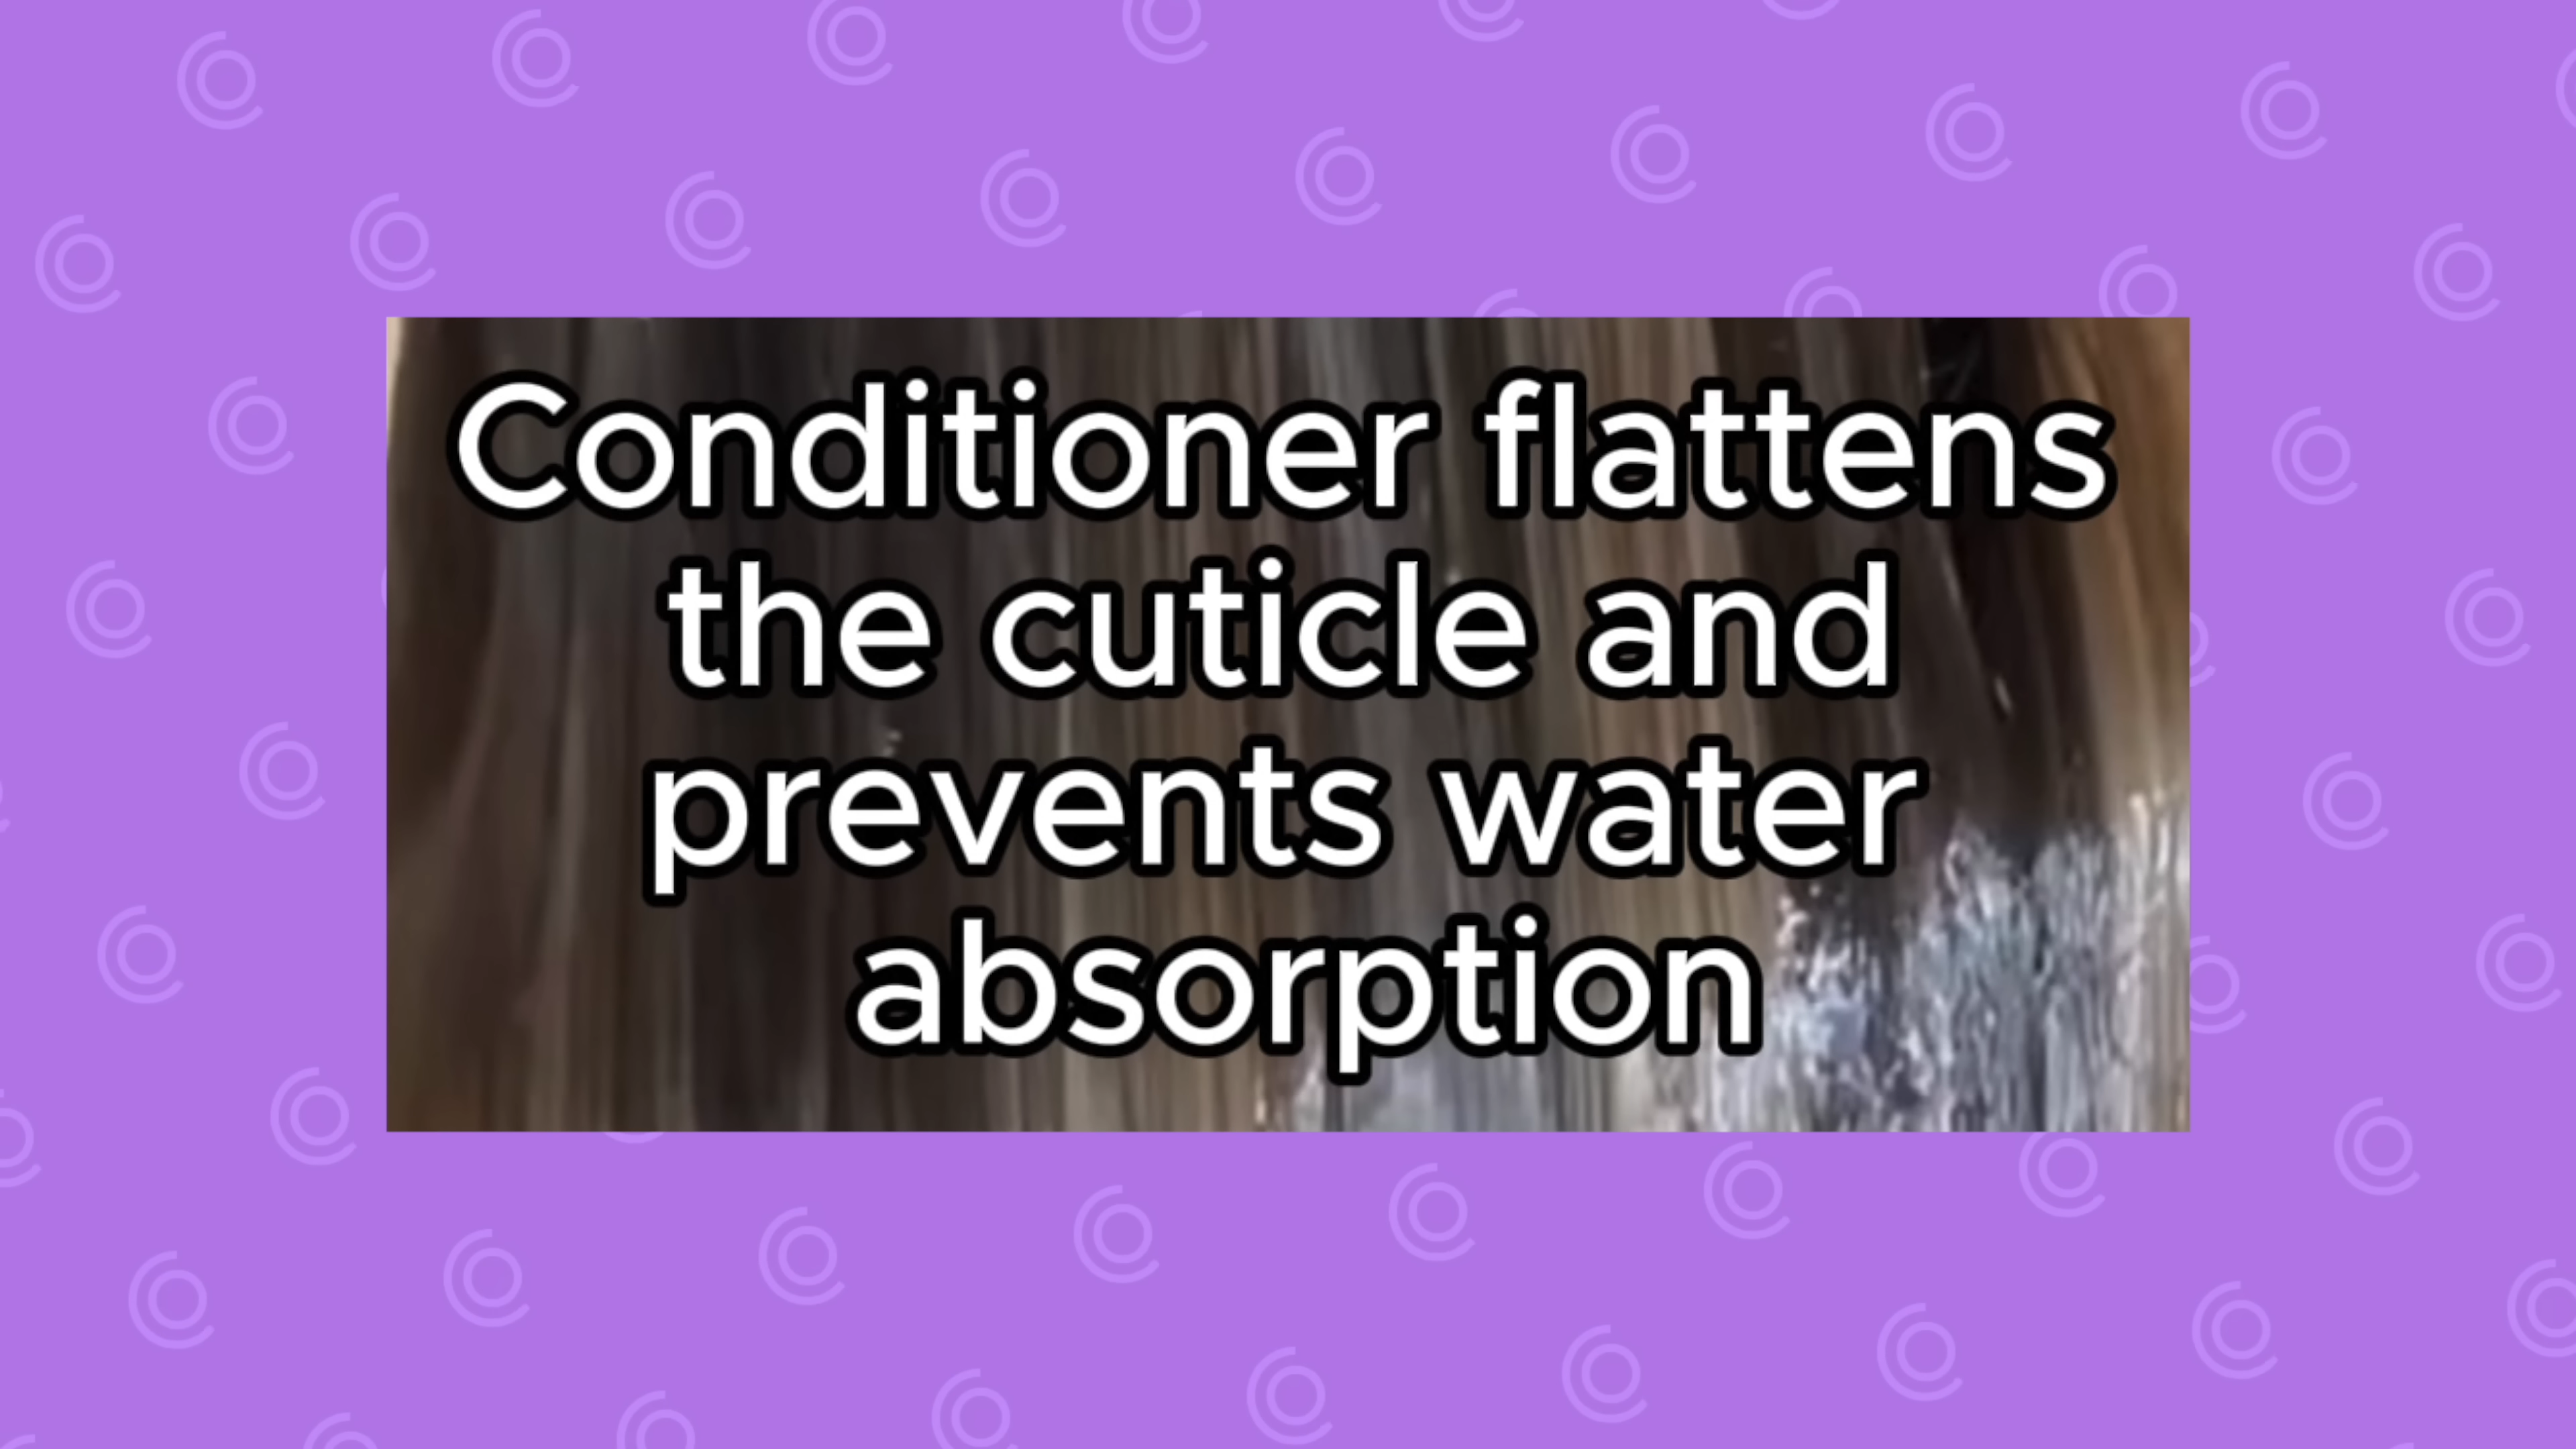 Conditioner flattens
the cuticle and
prevents water
absorption